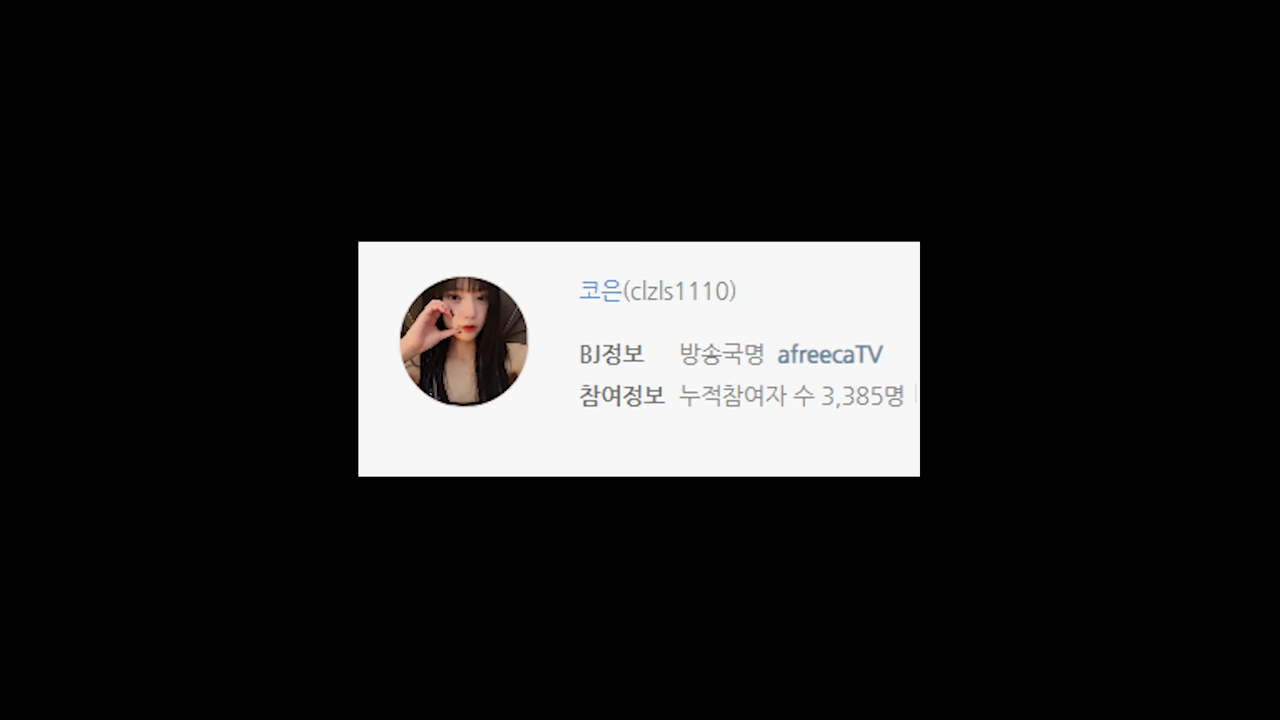 코은(clzls1110)
BJ정보 방송국명 afreecaTV
참여정보 누적참여자 수 3,385명